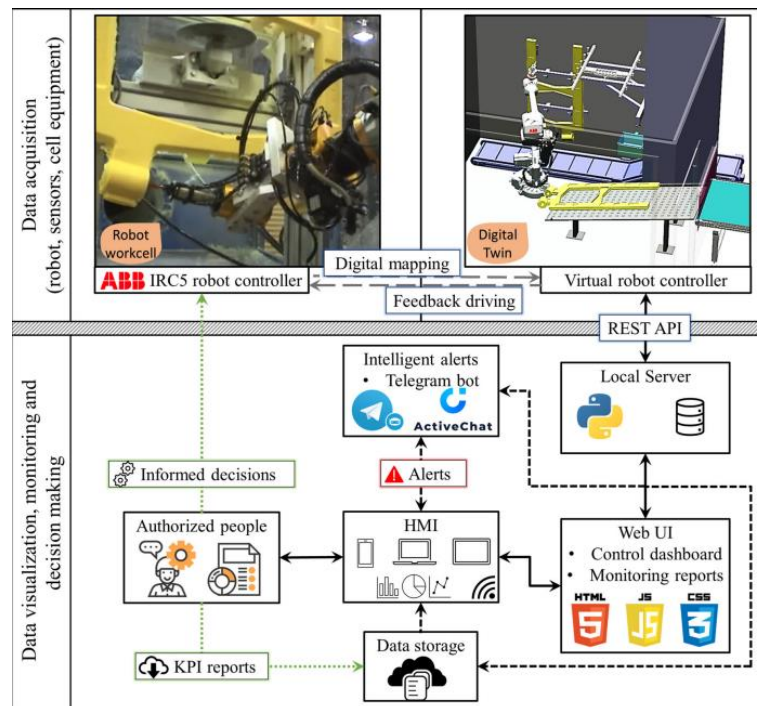 Data acquisition
(robot, sensors, cell equipment)
Robot
workcell
ABB
Digital
Twin
ABB IRC5 robot controller
Digital mapping
Feedback driving
Virtual robot controller
REST API
Data visualization, monitoring and
decision making
Intelligent alerts
• Telegram bot
ActiveChat
Local Server
Informed decisions
Alerts
Authorized people
HMI
Web UI
• Control dashboard
• Monitoring reports
HTML
5
JS
JS
CSS
3
KPI reports
Data storage